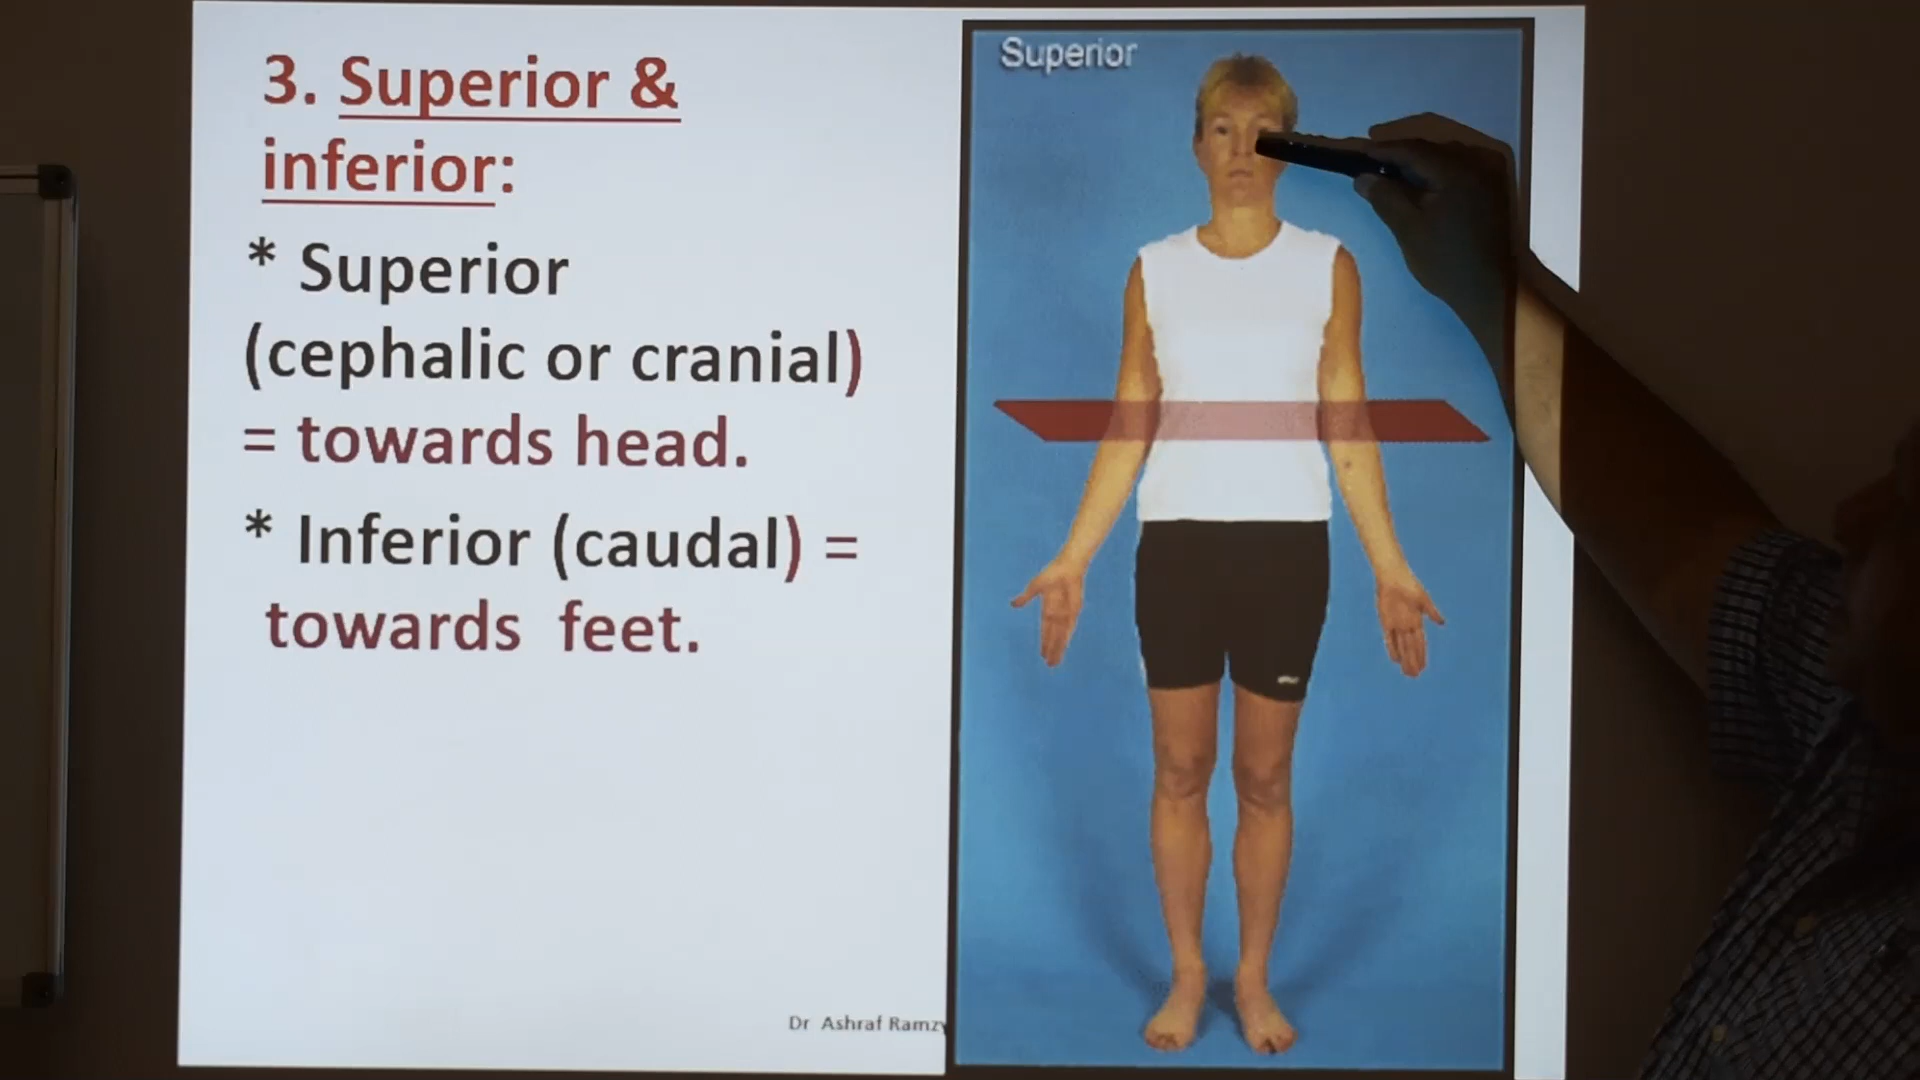 3. Superior &
inferior:
* Superior
(cephalic or cranial)
= towards head.
* Inferior (caudal) =
towards feet.
Dr Ashraf Ramzy
Superior